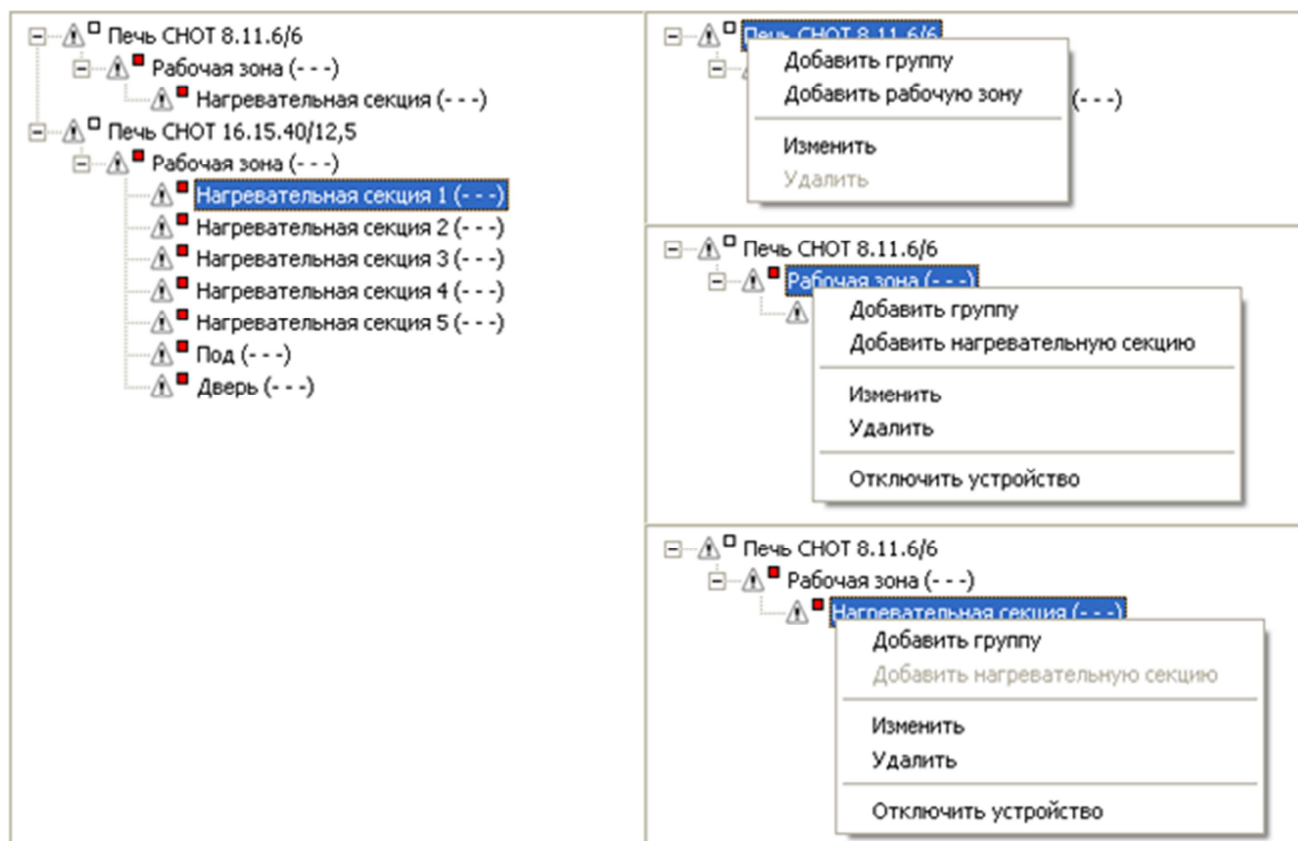 Печь СНОТ 8.11.6/6
Рабочая зона (- - -)
Нагревательная секция (- - -)
Печь СНОТ 16.15.40/12,5
Рабочая зона (- - -)
Нагревательная секция 1 (- - -)
Нагревательная секция 2 (- - -)
Нагревательная секция 3 (- - -)
Нагревательная секция 4 (- - -)
Нагревательная секция 5 (- - -)
Под (- - -)
Дверь (- - -)
Печь СНОТ 8.11.6/6
Добавить группу
Добавить рабочую зону
(- - -)
Изменить
Удалить
Печь СНОТ 8.11.6/6
Рабочая зона (- - -)
Добавить группу
Добавить нагревательную секцию
Изменить
Удалить
Отключить устройство
Печь СНОТ 8.11.6/6
Рабочая зона (- - -)
Нагревательная секция (- - -)
Добавить группу
Добавить нагревательную секцию
Изменить
Удалить
Отключить устройство